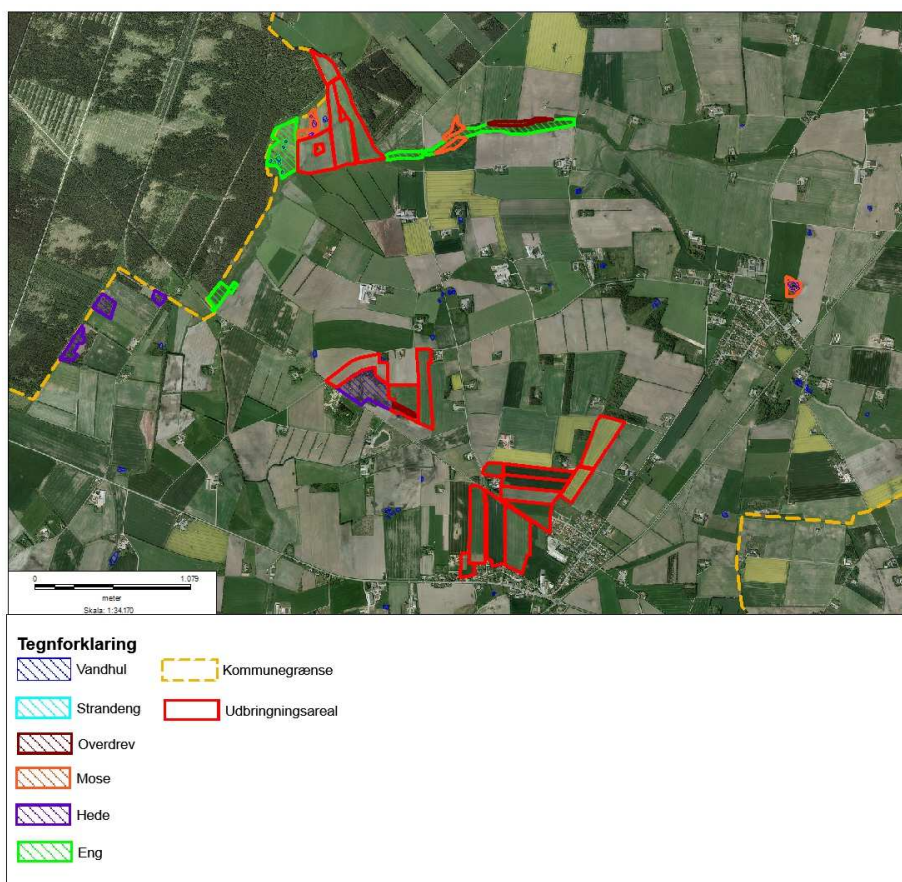 0 1.079
meter
Skala: 1:34.170
Tegnforklaring
Vandhul
Kommunegrænse
Strandeng
Udbringningsareal
Overdrev
Mose
Hede
Eng